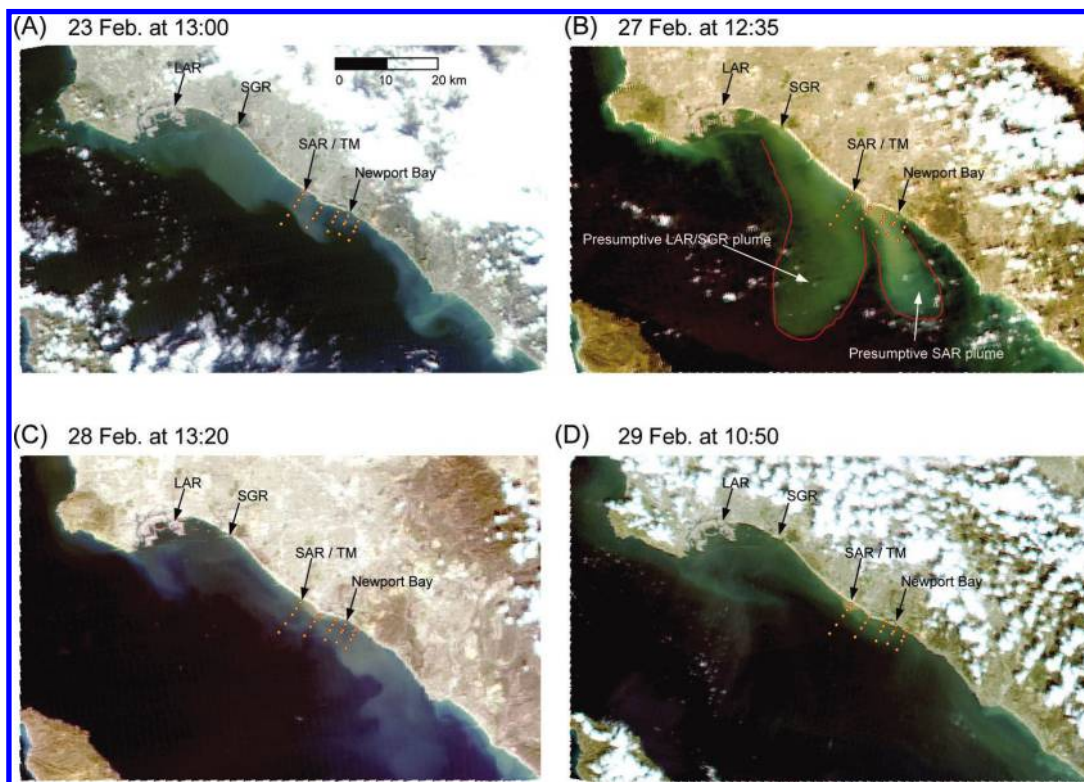 (A) 23 Feb. at 13:00
LAR
SGR
0 10 20 km
SAR / TM
Newport Bay
(B) 27 Feb. at 12:35
LAR
SGR
SAR / TM
Newport Bay
Presumptive LAR/SGR plume
Presumptive SAR plume
(C) 28 Feb. at 13:20
LAR
SGR
SAR / TM
Newport Bay
(D) 29 Feb. at 10:50
LAR
SGR
SAR / TM
Newport Bay